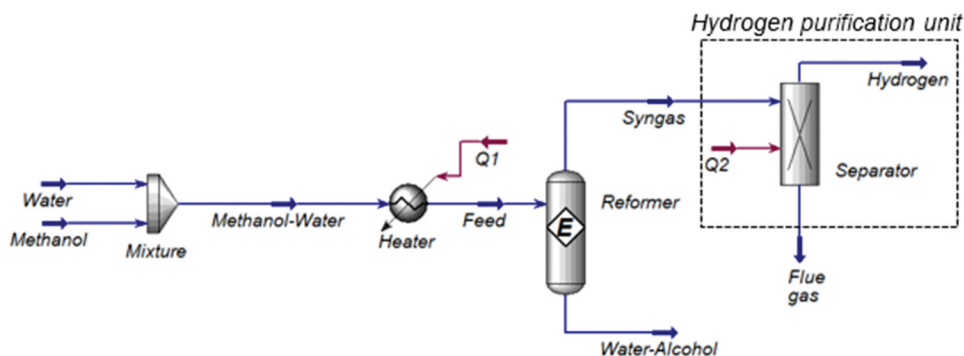 Hydrogen purification unit
Hydrogen
Syngas
Q1
Q2
Separator
Water
Methanol-Water
Feed
Reformer
Methanol
Mixture
Heater
E
Flue
gas
Water-Alcohol